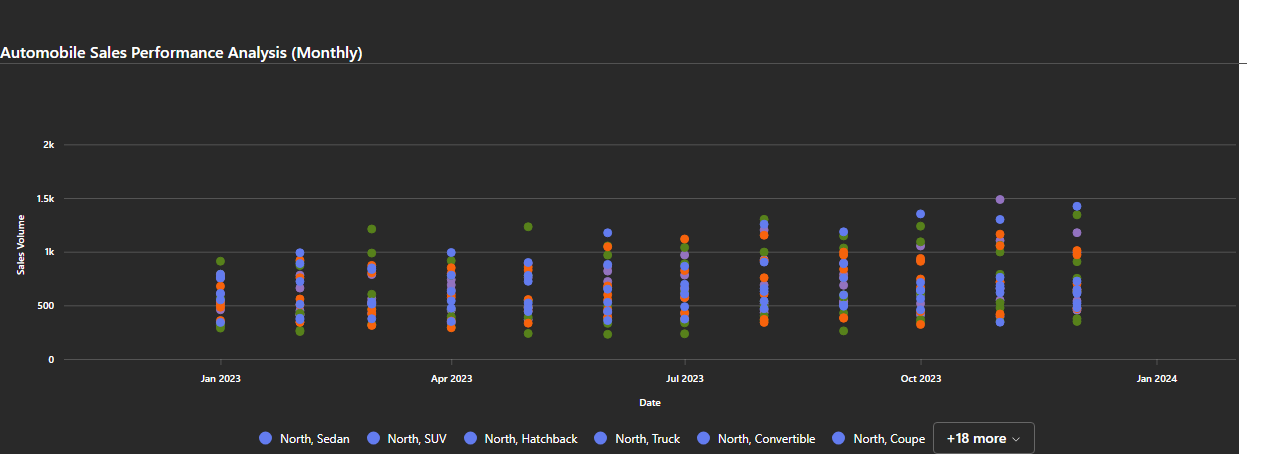 Automobile Sales Performance Analysis (Monthly)
2k
1.5k
1k
500
0
Sales Volume
Jan 2023 Apr 2023 Jul 2023 Oct 2023 Jan 2024
Date
North, Sedan North, SUV North, Hatchback North, Truck North, Convertible North, Coupe +18 more